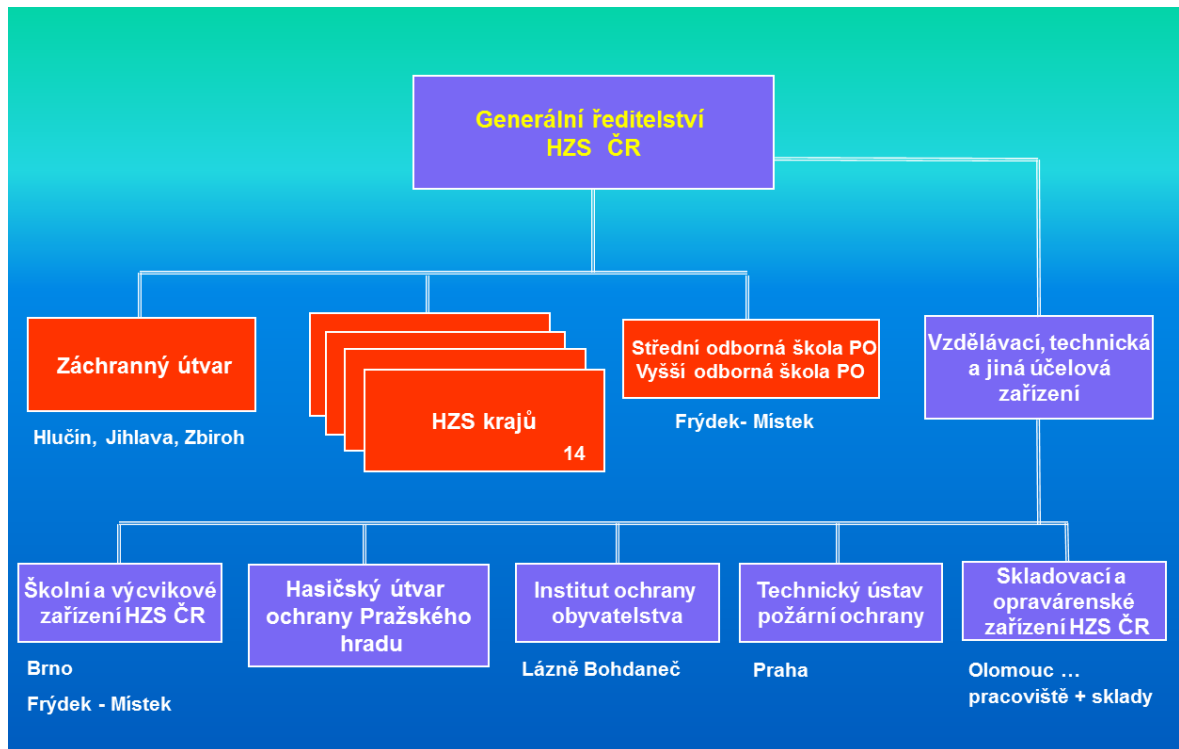 Generální ředitelství
HZS ČR
Záchranný útvar
Hlučín, Jihlava, Zbiroh
HZS krajů
14
Střední odborná škola PO
Vyšší odborná škola PO
Frýdek- Místek
Vzdělávací, technická
a jiná účelová
zařízení
Školní a výcvikové
zařízení HZS ČR
Brno
Frýdek - Místek
Hasičský útvar
ochrany Pražského
hradu
Institut ochrany
obyvatelstva
Lázně Bohdaneč
Technický ústav
požární ochrany
Praha
Skladovací a
opravárenské
zařízení HZS ČR
Olomouc …
pracoviště + sklady